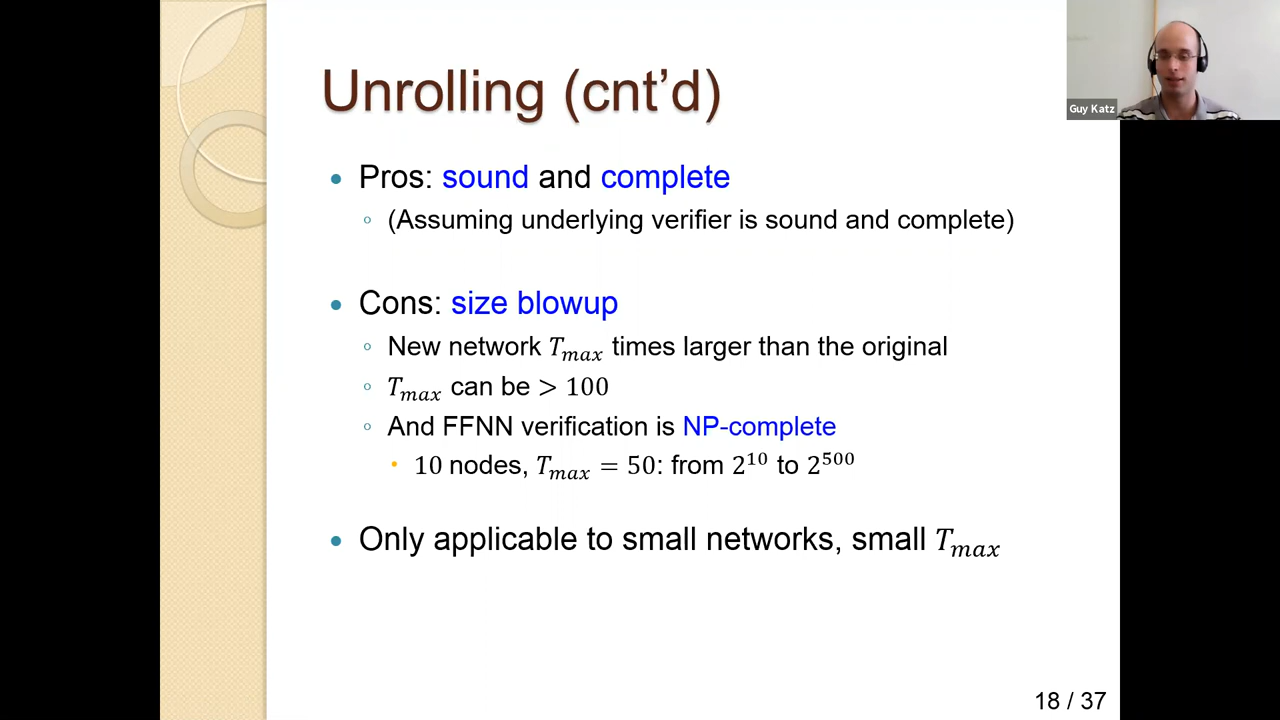 Unrolling (cnt’d)
Guy Katz
• Pros: sound and complete
◦ (Assuming underlying verifier is sound and complete)
• Cons: size blowup
◦ New network T_max times larger than the original
◦ T_max can be > 100
◦ And FFNN verification is NP-complete
• 10 nodes, T_max = 50: from 2^10 to 2^500
• Only applicable to small networks, small T_max
18 / 37